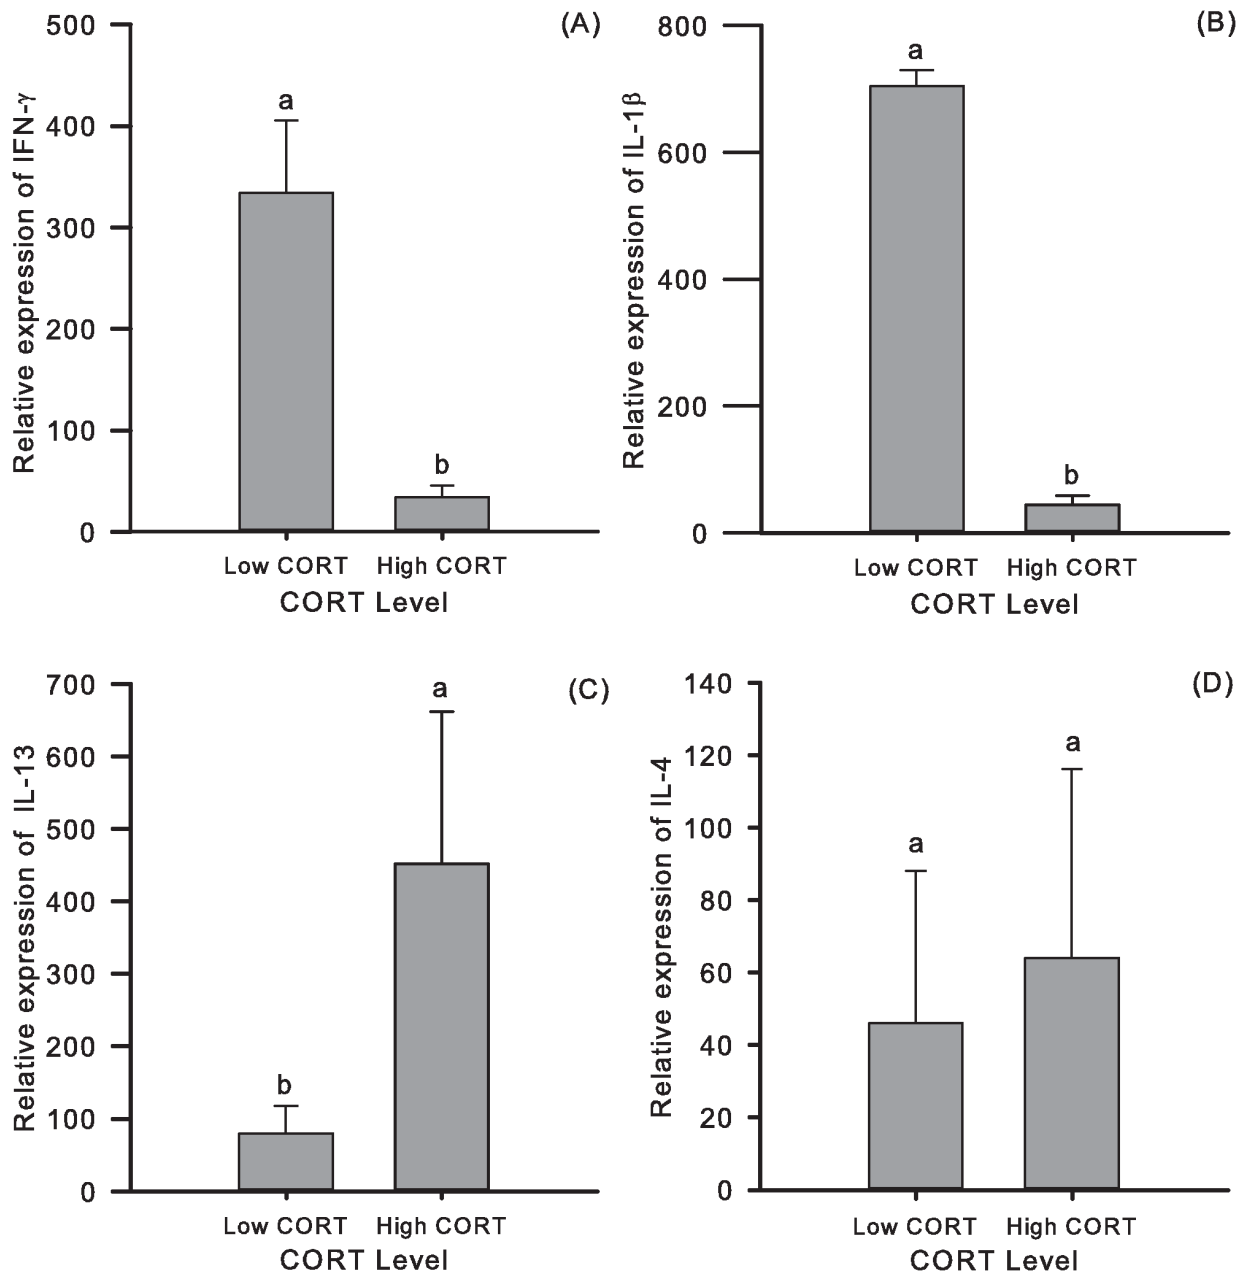 (A)
Relative expression of IFN-γ
500
400
300
200
100
0
a
b
Low CORT High CORT
CORT Level
(B)
Relative expression of IL-1β
800
600
400
200
0
a
b
Low CORT High CORT
CORT Level
(C)
Relative expression of IL-13
700
600
500
400
300
200
100
0
b
a
Low CORT High CORT
CORT Level
(D)
Relative expression of IL-4
140
120
100
80
60
40
20
0
a
a
Low CORT High CORT
CORT Level